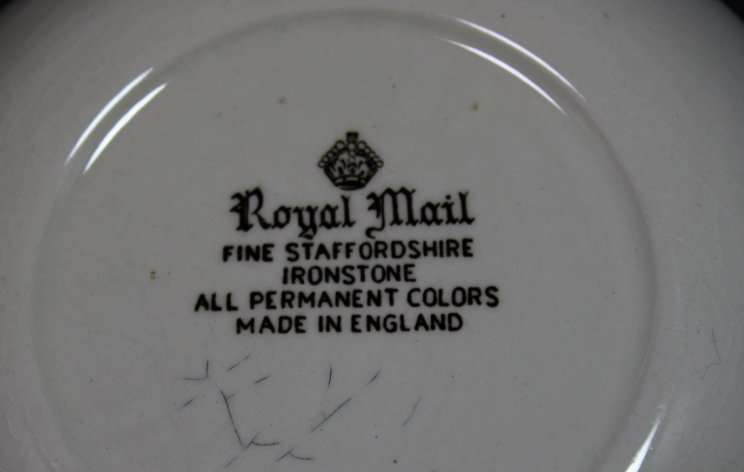 Royal Mail
FINE STAFFORDSHIRE
IRONSTONE
ALL PERMANENT COLORS
MADE IN ENGLAND